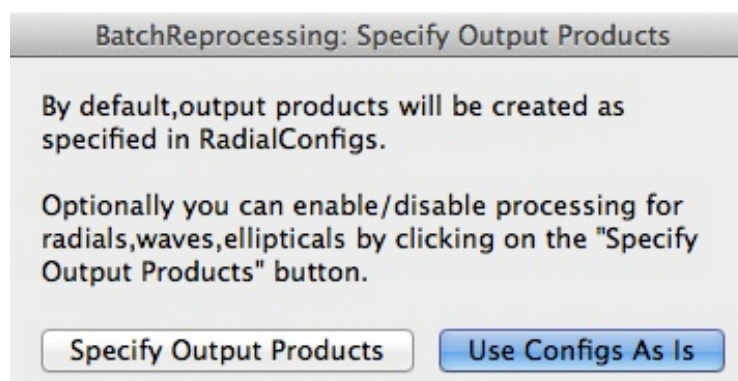 BatchReprocessing: Specify Output Products
By default,output products will be created as
specified in RadialConfigs.
Optionally you can enable/disable processing for
radials,waves,ellipticals by clicking on the "Specify
Output Products" button.
Specify Output Products
Use Configs As Is